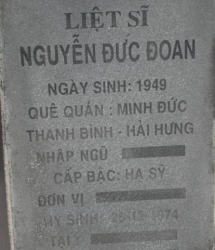 LIỆT SĨ
NGUYỄN ĐỨC ĐOAN
NGÀY SINH: 1949
QUÊ QUÁN: MINH ĐỨC
THANH BÌNH - HẢI HƯNG
NHẬP NGŨ
CẤP BẬC: HẠ SỸ
ĐƠN VỊ
HY SINH: 1974
TẠI